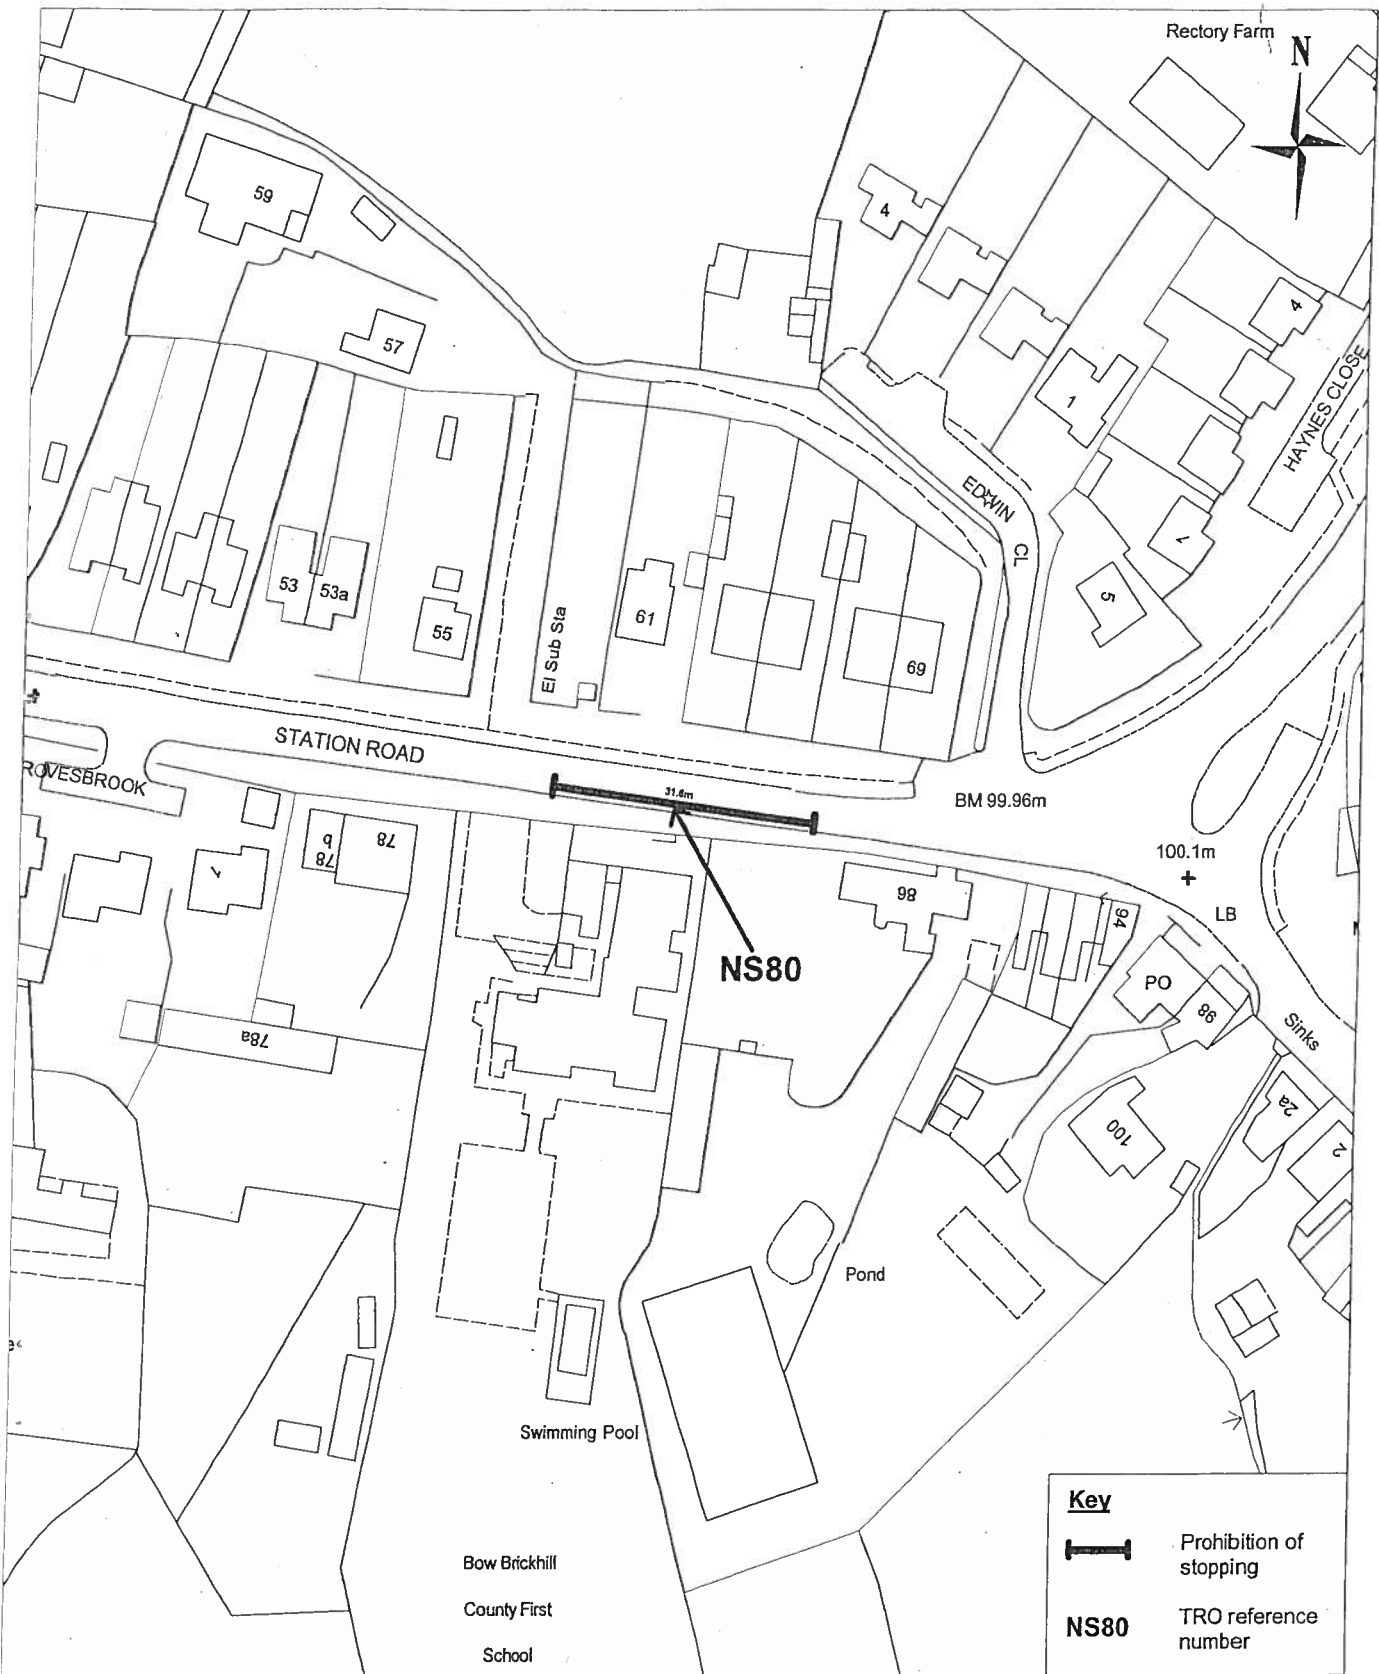 Rectory Farm
N
59
4
57
4
HAYNES CLOSE
1
EDWIN
CL
7
5
53
53a
55
El Sub Sta
61
69
STATION ROAD
ROVESBROOK
31.6m
BM 99.96m
100.1m
LB
78
b
78
1
86
94
NS80
PO
98
Sinks
78a
2a
2
100
Pond
Swimming Pool
Bow Brickhill
County First
School
Key
Prohibition of
stopping
NS80
TRO reference
number